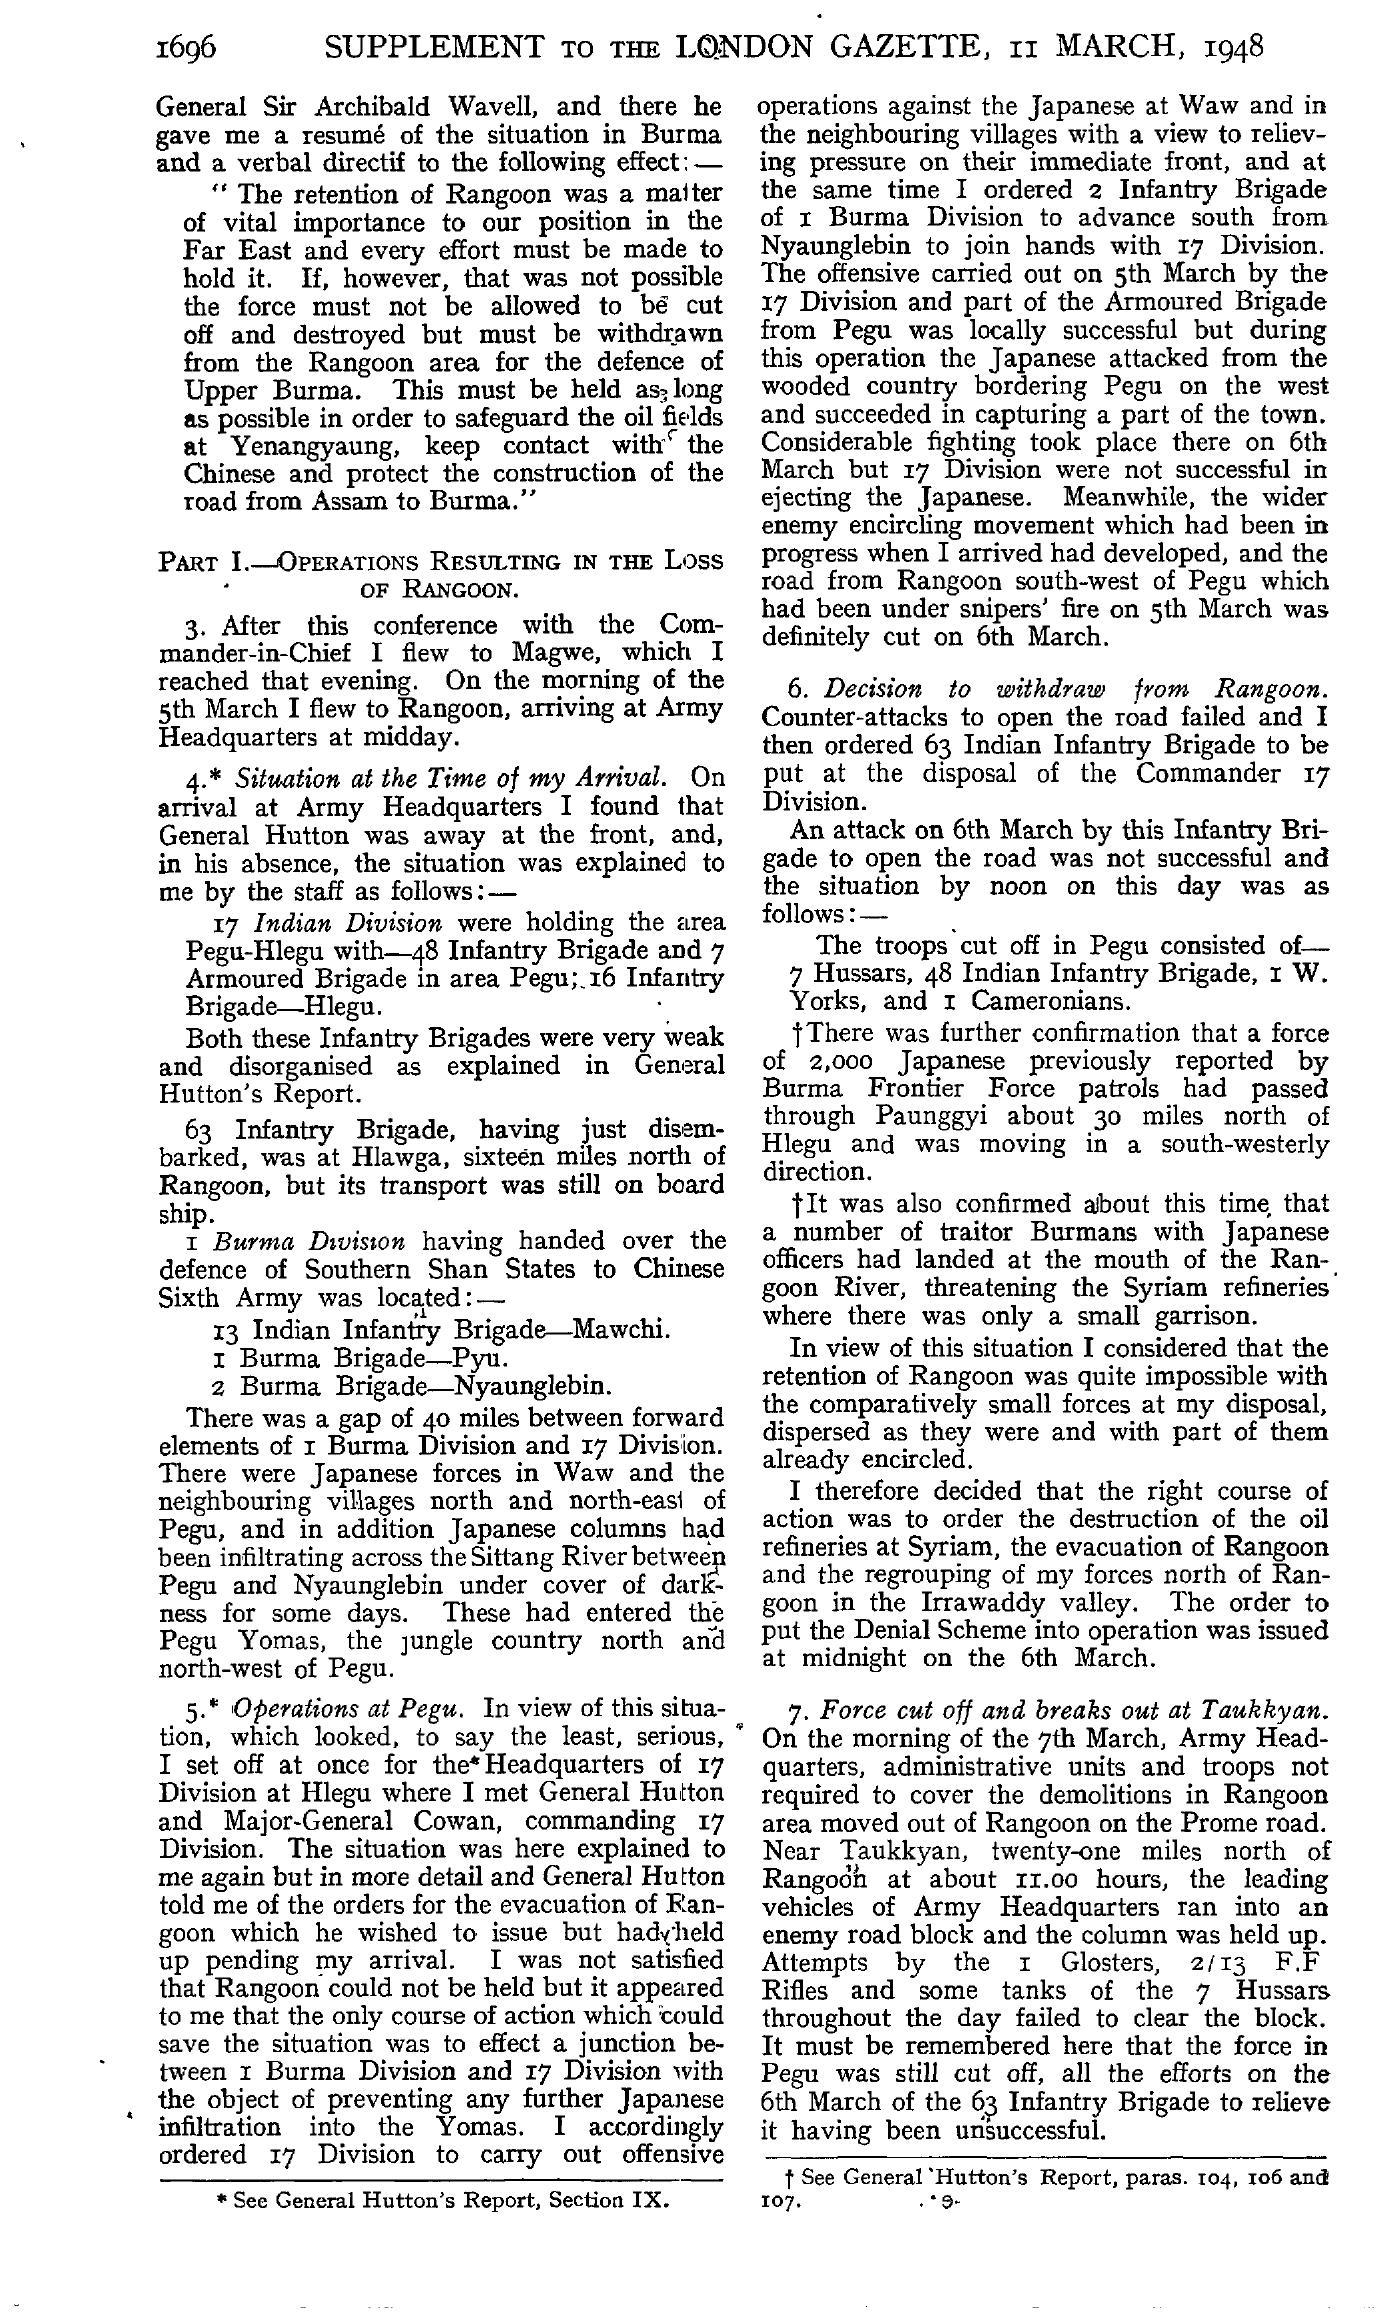 1696 SUPPLEMENT TO THE LONDON GAZETTE, 11 MARCH, 1948
General Sir Archibald Wavell, and there he
gave me a resumé of the situation in Burma
and a verbal directif to the following effect:—
" The retention of Rangoon was a matter
of vital importance to our position in the
Far East and every effort must be made to
hold it. If, however, that was not possible
the force must not be allowed to be cut
off and destroyed but must be withdrawn
from the Rangoon area for the defence of
Upper Burma. This must be held as long
as possible in order to safeguard the oil fields
at Yenangyaung, keep contact with the
Chinese and protect the construction of the
road from Assam to Burma."
PART I.—OPERATIONS RESULTING IN THE LOSS
OF RANGOON.
3. After this conference with the Com-
mander-in-Chief I flew to Magwe, which I
reached that evening. On the morning of the
5th March I flew to Rangoon, arriving at Army
Headquarters at midday.
4.* Situation at the Time of my Arrival. On
arrival at Army Headquarters I found that
General Hutton was away at the front, and,
in his absence, the situation was explained to
me by the staff as follows:—
17 Indian Division were holding the area
Pegu-Hlegu with—48 Infantry Brigade and 7
Armoured Brigade in area Pegu; 16 Infantry
Brigade—Hlegu.
Both these Infantry Brigades were very weak
and disorganised as explained in General
Hutton's Report.
63 Infantry Brigade, having just disem-
barked, was at Hlawga, sixteen miles north of
Rangoon, but its transport was still on board
ship.
1 Burma Division having handed over the
defence of Southern Shan States to Chinese
Sixth Army was located:—
13 Indian Infantry Brigade—Mawchi.
1 Burma Brigade—Pyu.
2 Burma Brigade—Nyaunglebin.
There was a gap of 40 miles between forward
elements of 1 Burma Division and 17 Division.
There were Japanese forces in Waw and the
neighbouring villages north and north-east of
Pegu, and in addition Japanese columns had
been infiltrating across the Sittang River between
Pegu and Nyaunglebin under cover of dark-
ness for some days. These had entered the
Pegu Yomas, the jungle country north and
north-west of Pegu.
5.* Operations at Pegu. In view of this situa-
tion, which looked, to say the least, serious,
I set off at once for the Headquarters of 17
Division at Hlegu where I met General Hutton
and Major-General Cowan, commanding 17
Division. The situation was here explained to
me again but in more detail and General Hutton
told me of the orders for the evacuation of Ran-
goon which he wished to issue but had held
up pending my arrival. I was not satisfied
that Rangoon could not be held but it appeared
to me that the only course of action which could
save the situation was to effect a junction be-
tween 1 Burma Division and 17 Division with
the object of preventing any further Japanese
infiltration into the Yomas. I accordingly
ordered 17 Division to carry out offensive
* See General Hutton's Report, Section IX.
operations against the Japanese at Waw and in
the neighbouring villages with a view to reliev-
ing pressure on their immediate front, and at
the same time I ordered 2 Infantry Brigade
of 1 Burma Division to advance south from
Nyaunglebin to join hands with 17 Division.
The offensive carried out on 5th March by the
17 Division and part of the Armoured Brigade
from Pegu was locally successful but during
this operation the Japanese attacked from the
wooded country bordering Pegu on the west
and succeeded in capturing a part of the town.
Considerable fighting took place there on 6th
March but 17 Division were not successful in
ejecting the Japanese. Meanwhile, the wider
enemy encircling movement which had been in
progress when I arrived had developed, and the
road from Rangoon south-west of Pegu which
had been under snipers' fire on 5th March was
definitely cut on 6th March.
6. Decision to withdraw from Rangoon.
Counter-attacks to open the road failed and I
then ordered 63 Indian Infantry Brigade to be
put at the disposal of the Commander 17
Division.
An attack on 6th March by this Infantry Bri-
gade to open the road was not successful and
the situation by noon on this day was as
follows:—
The troops cut off in Pegu consisted of—
7 Hussars, 48 Indian Infantry Brigade, 1 W.
Yorks, and 1 Cameronians.
†There was further confirmation that a force
of 2,000 Japanese previously reported by
Burma Frontier Force patrols had passed
through Paunggyi about 30 miles north of
Hlegu and was moving in a south-westerly
direction.
†It was also confirmed about this time that
a number of traitor Burmans with Japanese
officers had landed at the mouth of the Ran-
goon River, threatening the Syriam refineries
where there was only a small garrison.
In view of this situation I considered that the
retention of Rangoon was quite impossible with
the comparatively small forces at my disposal,
dispersed as they were and with part of them
already encircled.
I therefore decided that the right course of
action was to order the destruction of the oil
refineries at Syriam, the evacuation of Rangoon
and the regrouping of my forces north of Ran-
goon in the Irrawaddy valley. The order to
put the Denial Scheme into operation was issued
at midnight on the 6th March.
7. Force cut off and breaks out at Taukkyan.
On the morning of the 7th March, Army Head-
quarters, administrative units and troops not
required to cover the demolitions in Rangoon
area moved out of Rangoon on the Prome road.
Near Taukkyan, twenty-one miles north of
Rangoon at about 11.00 hours, the leading
vehicles of Army Headquarters ran into an
enemy road block and the column was held up.
Attempts by the 1 Glosters, 2/13 F.F
Rifles and some tanks of the 7 Hussars
throughout the day failed to clear the block.
It must be remembered here that the force in
Pegu was still cut off, all the efforts on the
6th March of the 63 Infantry Brigade to relieve
it having been unsuccessful.
† See General Hutton's Report, paras. 104, 106 and
107.